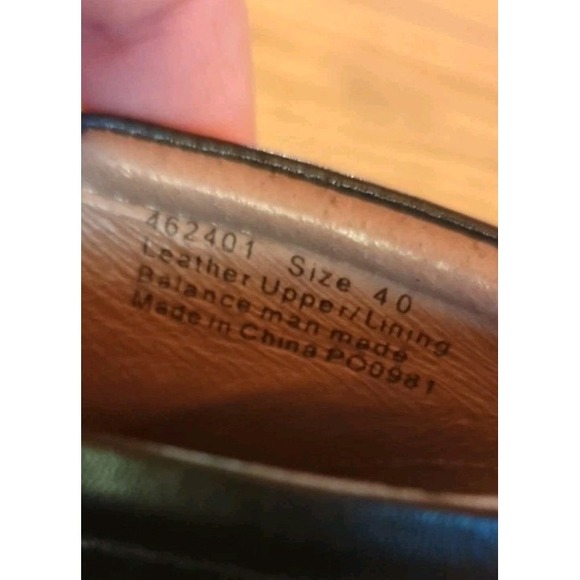 462401 Size 40
Leather Upper/Lining
Balance man made
Made in China PO0981